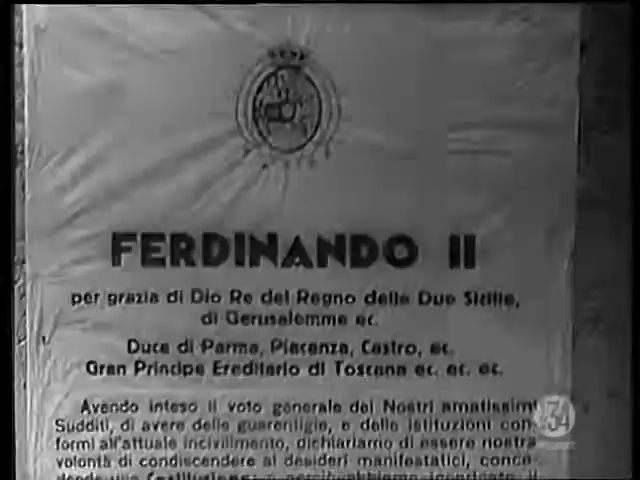 FERDINANDO II
per grazia di Dio Re del Regno delle Due Sicilie,
di Gerusalemme ec.
Duca di Parma, Piacenza, Castro, ec.
Gran Principe Ereditario di Toscana ec. ec. ec.
Avendo inteso il voto generale dei Nostri amatissimi
Sudditi, di avere delle guarentigie, e delle istituzioni con
formi all'attuale incivilimento, dichiariamo di essere nostra
volontà di condiscendere ai desideri manifestatici, conce
Costituzione
34